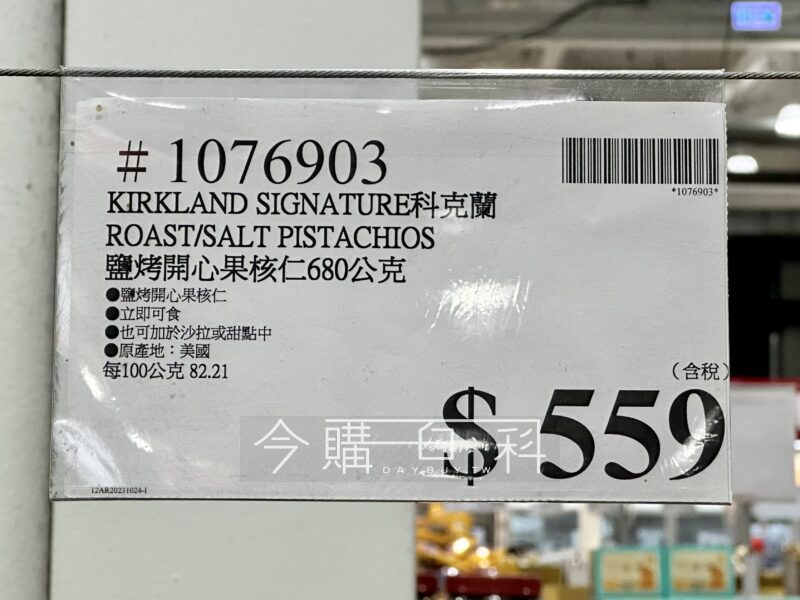 # 1076903
*1076903*
KIRKLAND SIGNATURE科克蘭
ROAST/SALT PISTACHIOS
鹽烤開心果核仁680公克
●鹽烤開心果核仁
●立即可食
●也可加於沙拉或甜點中
●原產地：美國
每100公克 82.21
（含稅）
$ 559
今購百科
DAYBUY.TW
12AR20231024-I